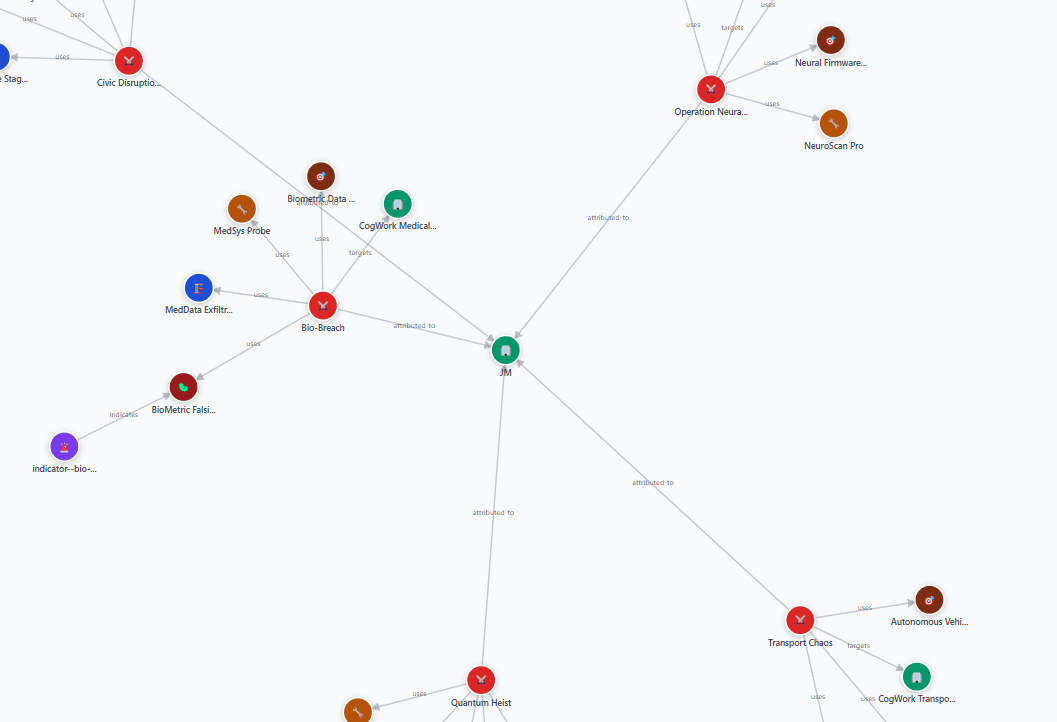 uses
uses
uses
e Stag...
Civic Disruptio...
uses
targets
uses
uses
Neural Firmware...
Operation Neura...
uses
NeuroScan Pro
Biometric Data ...
attributed-to
MedSys Probe
CogWork Medical...
attributed-to
uses
uses
targets
uses
MedData Exfiltr...
Bio-Breach
attributed-to
uses
JM
BioMetric Falsi...
indicates
indicator--bio-...
attributed-to
attributed-to
uses
Autonomous Vehi...
Transport Chaos
targets
uses
Quantum Heist
uses
uses
CogWork Transpo...